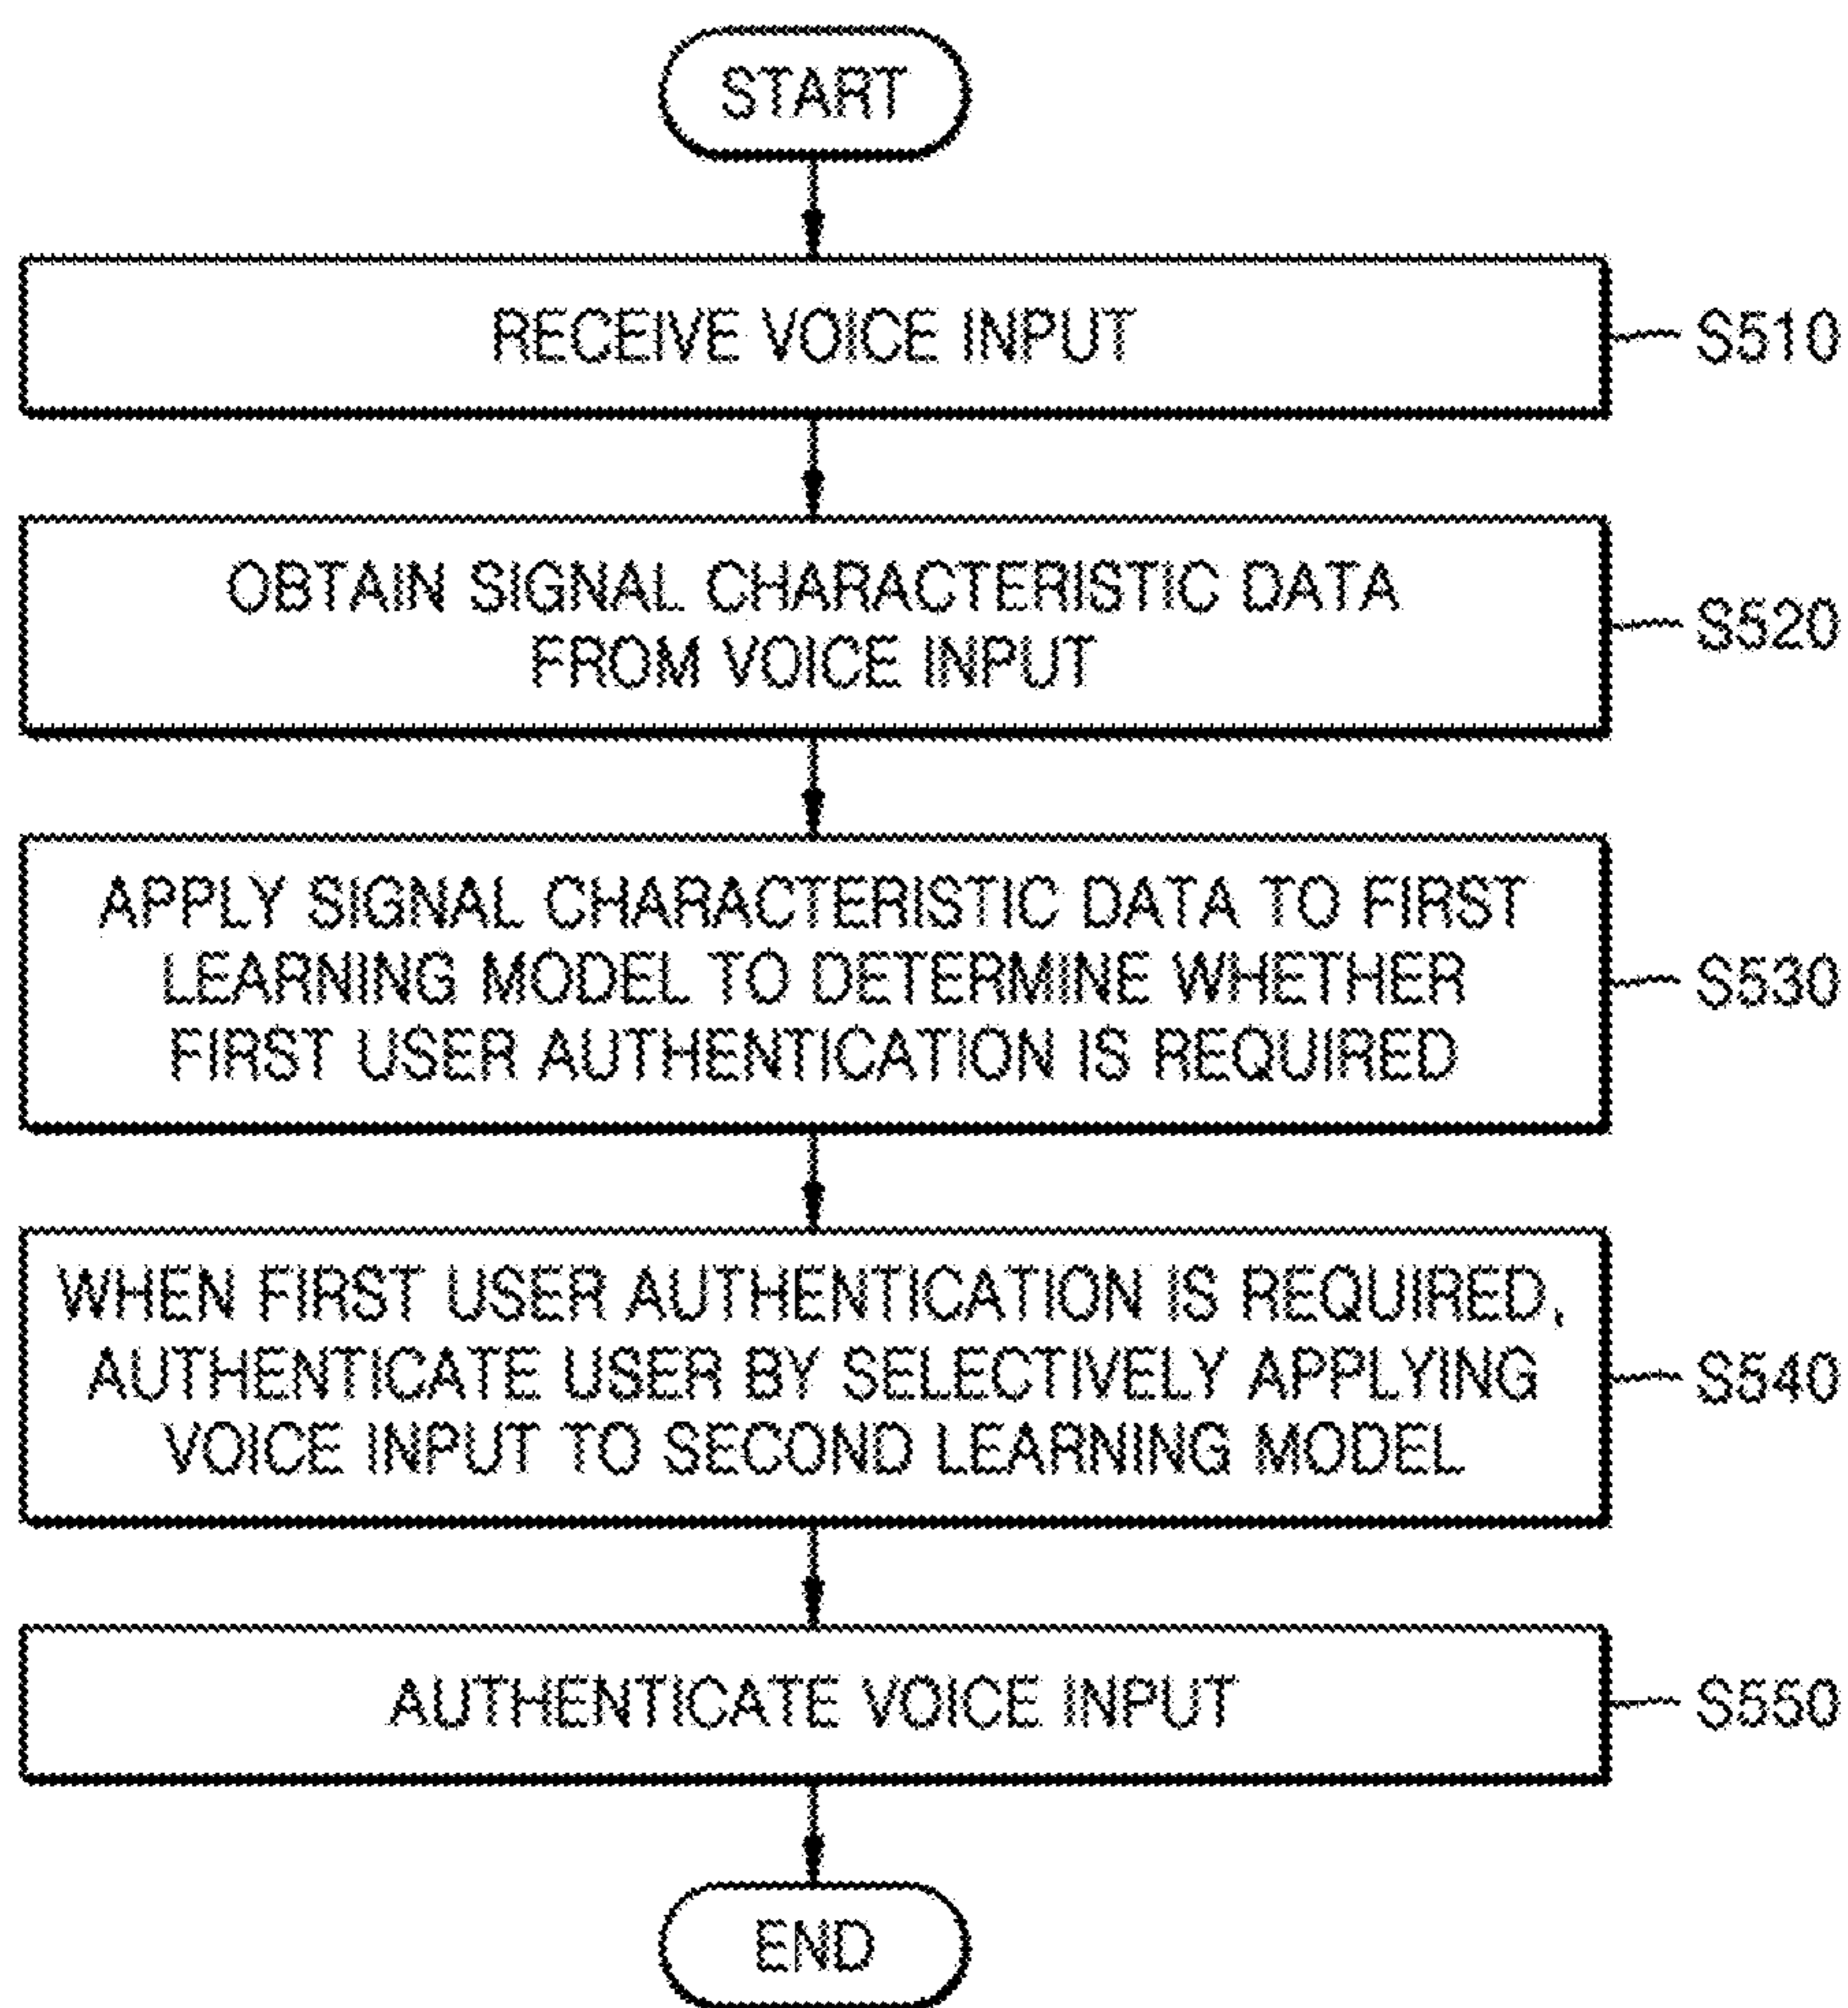 START
RECEIVE VOICE INPUT
S510
OBTAIN SIGNAL CHARACTERISTIC DATA
FROM VOICE INPUT
S520
APPLY SIGNAL CHARACTERISTIC DATA TO FIRST
LEARNING MODEL TO DETERMINE WHETHER
FIRST USER AUTHENTICATION IS REQUIRED
S530
WHEN FIRST USER AUTHENTICATION IS REQUIRED,
AUTHENTICATE USER BY SELECTIVELY APPLYING
VOICE INPUT TO SECOND LEARNING MODEL
S540
AUTHENTICATE VOICE INPUT
S550
END